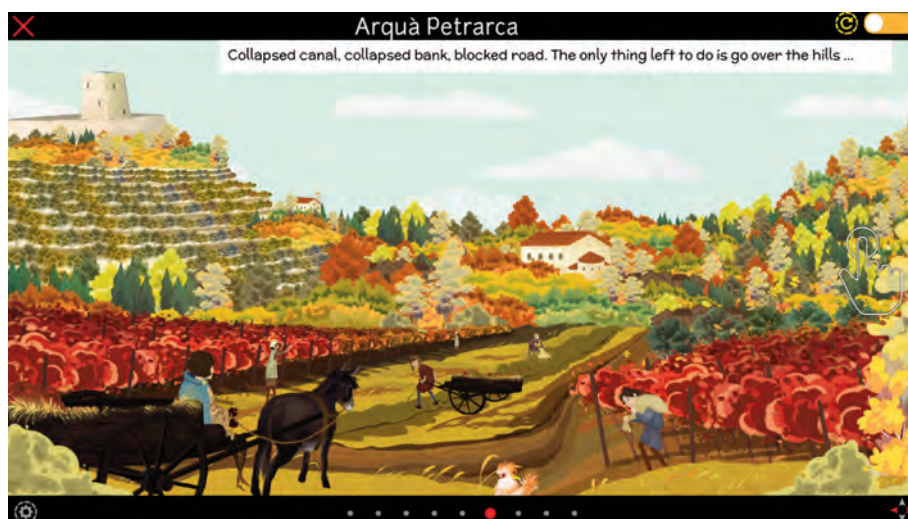 Arquà Petrarca
Collapsed canal, collapsed bank, blocked road. The only thing left to do is go over the hills ...